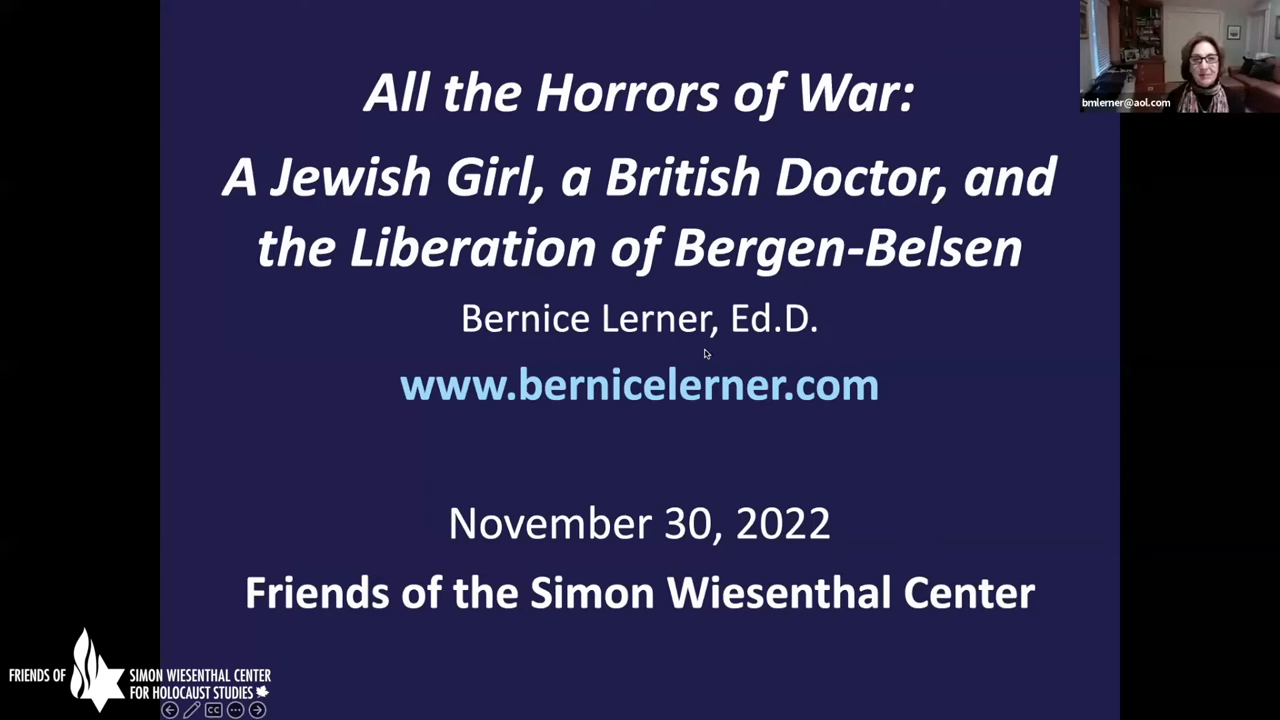 All the Horrors of War:
A Jewish Girl, a British Doctor, and
the Liberation of Bergen-Belsen
Bernice Lerner, Ed.D.
www.bernicelerner.com
November 30, 2022
Friends of the Simon Wiesenthal Center
bmlerner@aol.com
FRIENDS OF
SIMON WIESENTHAL CENTER
FOR HOLOCAUST STUDIES
CC